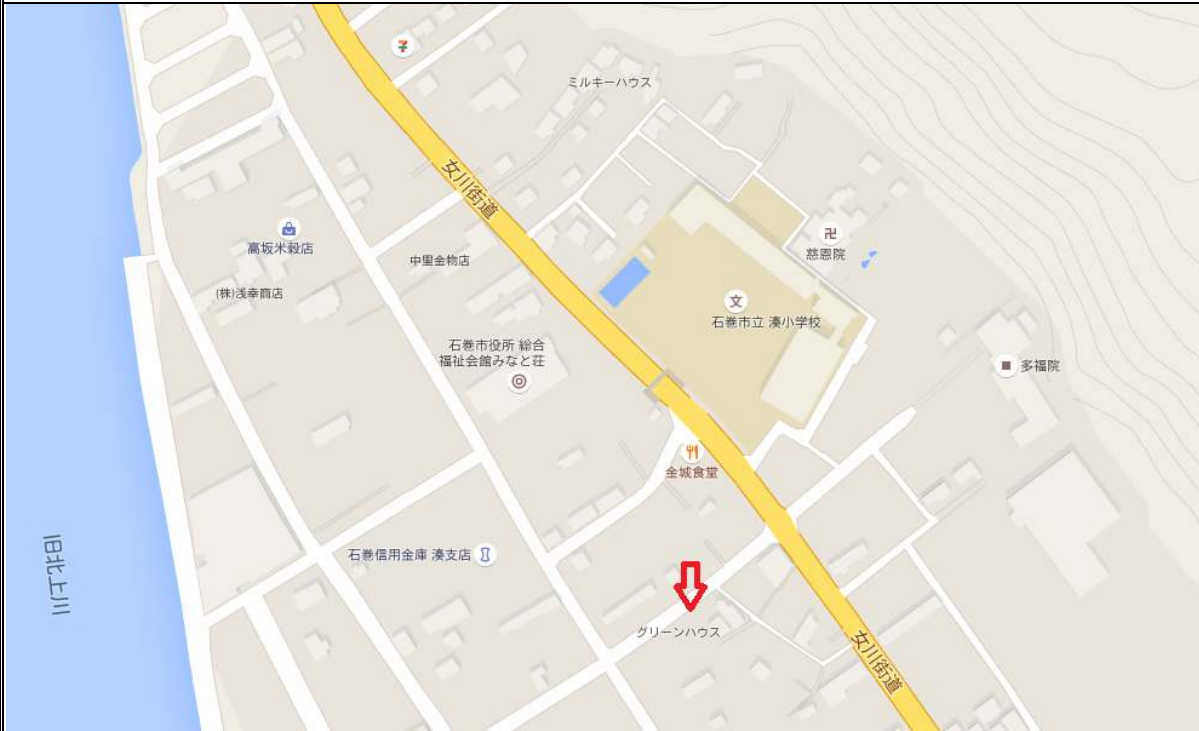 7
ミルキーハウス
女川街道
高坂米穀店
中里金物店
卍
慈恩院
(株)浅幸商店
文
石巻市立 湊小学校
石巻市役所 総合
福祉会館みなと荘
多福院
金城食堂
旧北上川
石巻信用金庫 湊支店
グリーンハウス
女川街道